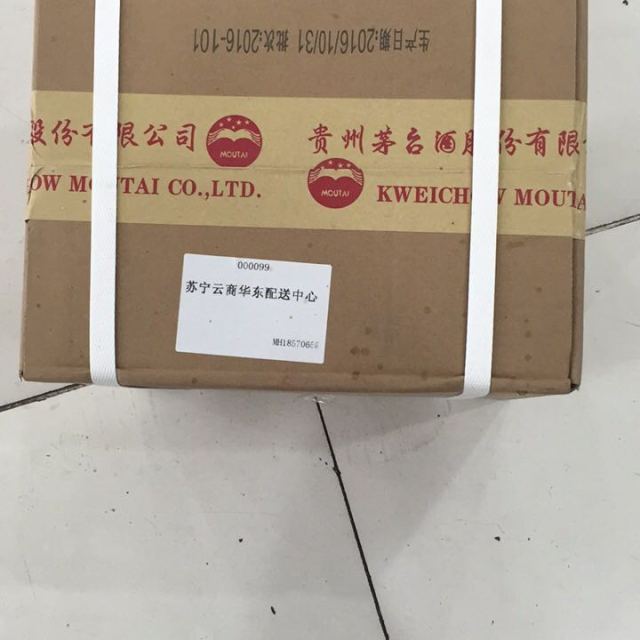 生产日期:2016/10/31 批次:2016-101
股份有限公司 MOUTAI 贵州茅台酒股份有限
OW MOUTAI CO.,LTD. MOUTAI KWEICHOW MOUTA
000099
苏宁云商华东配送中心